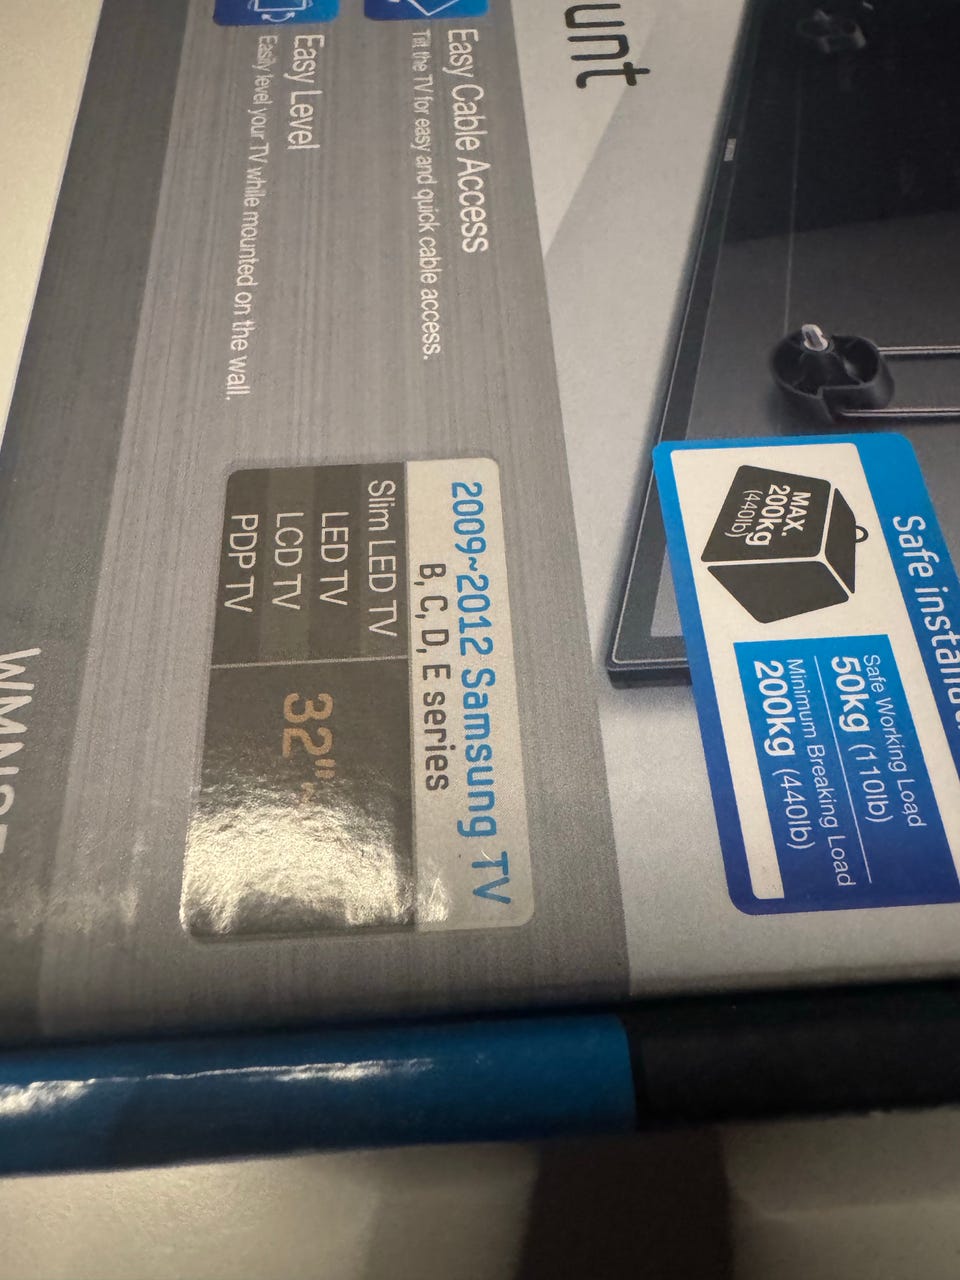 unt
Easy Cable Access
Tilt the TV for easy and quick cable access.
Easy Level
Easily level your TV while mounted on the wall.
2009~2012 Samsung TV
B, C, D, E series
Slim LED TV
LED TV
LCD TV
PDP TV
32"
Safe
MAX.
200kg
(440lb)
Safe Working Load
50kg (110lb)
Minimum Breaking Load
200kg (440lb)